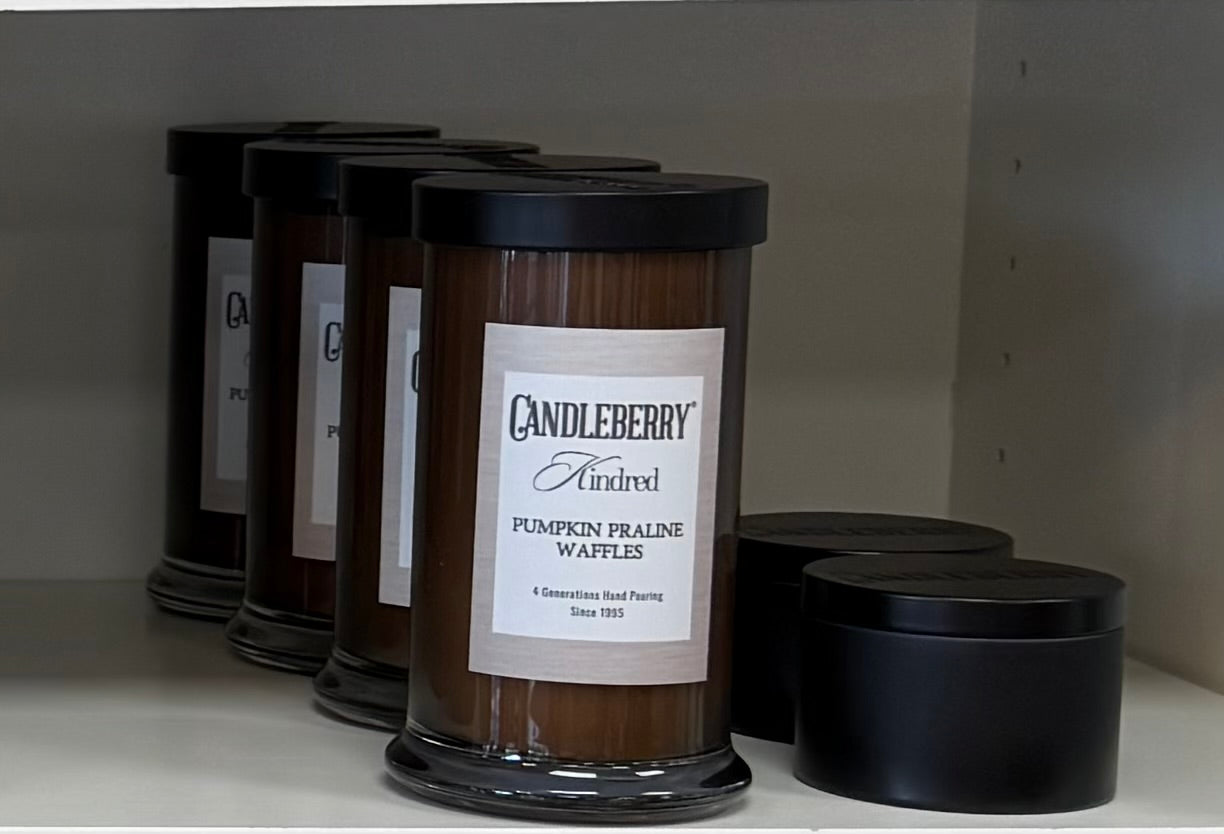 CANDLEBERRY®
Kindred
PUMPKIN PRALINE
WAFFLES
4 Generations Hand Pouring
Since 1995